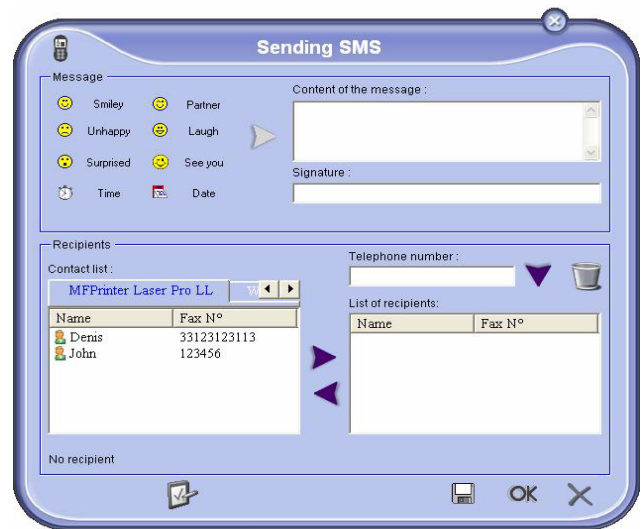 Sending SMS
Message
Smiley Partner
Unhappy Laugh
Surprised See you
Time Date
Content of the message :
Signature :
Recipients
Contact list :
MFPrinter Laser Pro LL
Name Fax N°
Denis 33123123113
John 123456
Telephone number :
List of recipients:
Name Fax N°
No recipient
OK